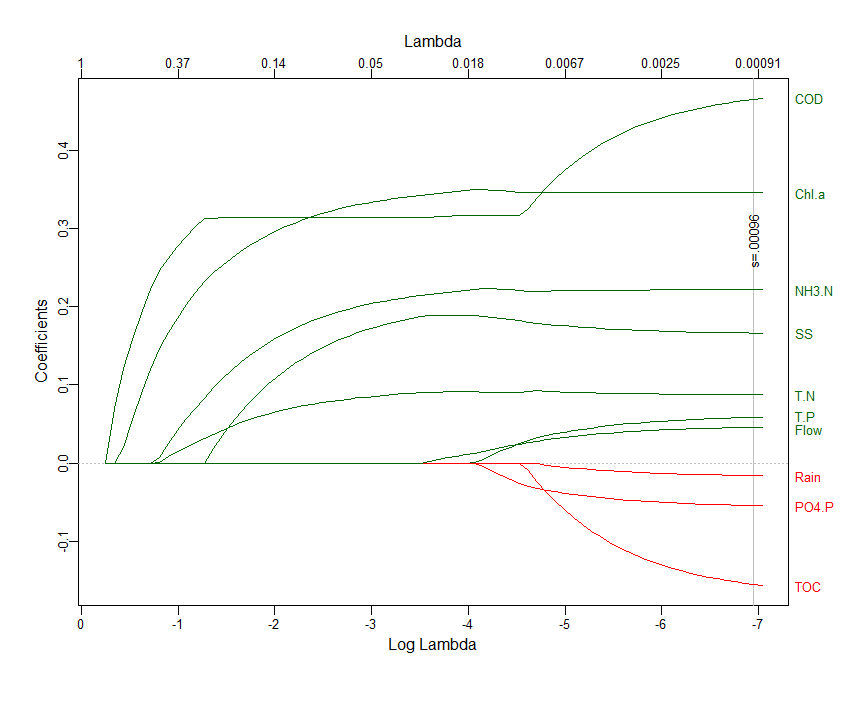 Lambda
1 0.37 0.14 0.05 0.018 0.0067 0.0025 0.00091
COD
Chl.a
NH3.N
SS
T.N
T.P
Flow
Rain
PO4.P
TOC
s=.00096
Coefficients
0.4
0.3
0.2
0.1
0.0
-0.1
0 -1 -2 -3 -4 -5 -6 -7
Log Lambda